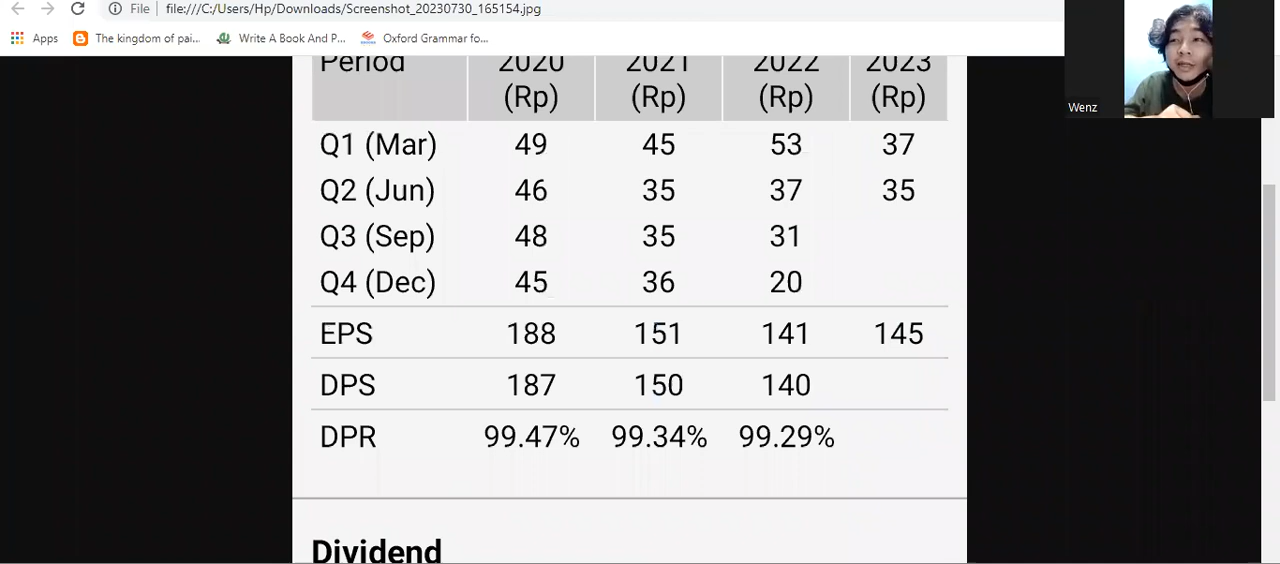 File file:///C:/Users/Hp/Downloads/Screenshot_20230730_165154.jpg
Apps The kingdom of pai... Write A Book And P... Oxford Grammar fo...
Wenz
Period 2020 2021 2022 2023
(Rp) (Rp) (Rp) (Rp)
Q1 (Mar) 49 45 53 37
Q2 (Jun) 46 35 37 35
Q3 (Sep) 48 35 31
Q4 (Dec) 45 36 20
EPS 188 151 141 145
DPS 187 150 140
DPR 99.47% 99.34% 99.29%
Dividend